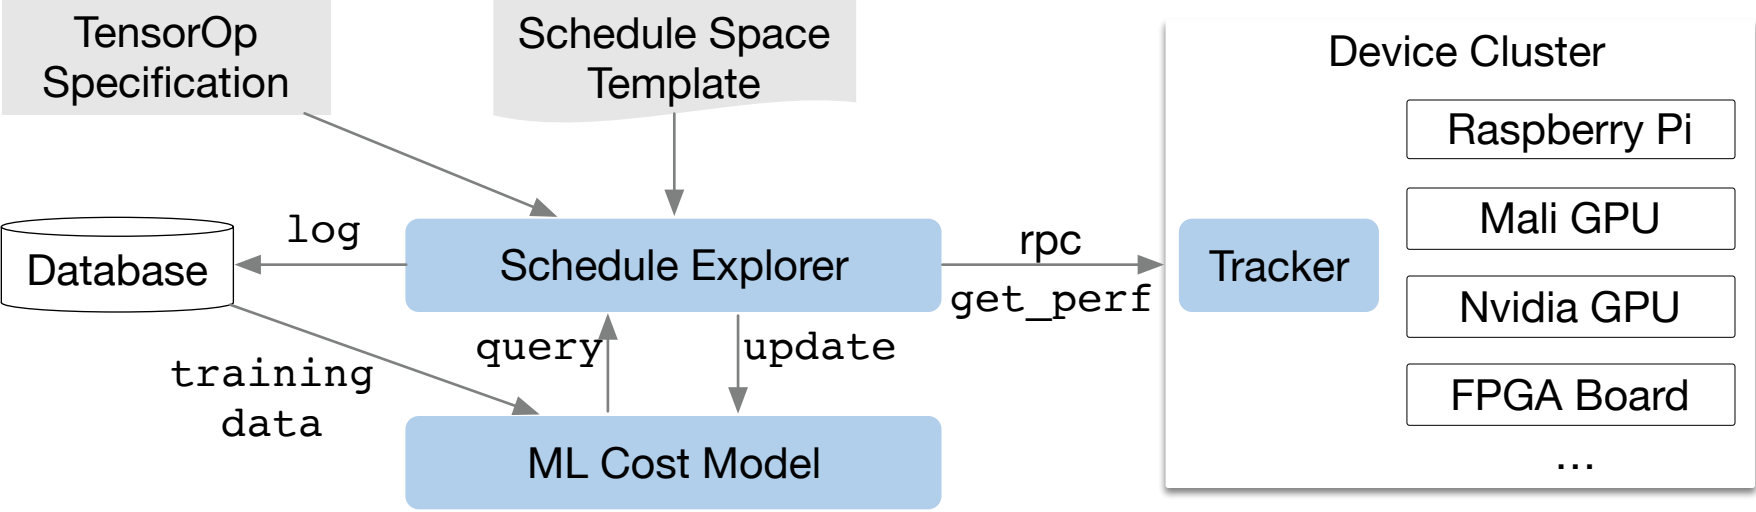 TensorOp
Specification
Schedule Space
Template
Device Cluster
Raspberry Pi
Mali GPU
Nvidia GPU
FPGA Board
...
Tracker
log
Database
Schedule Explorer
rpc
get_perf
query
update
training
data
ML Cost Model